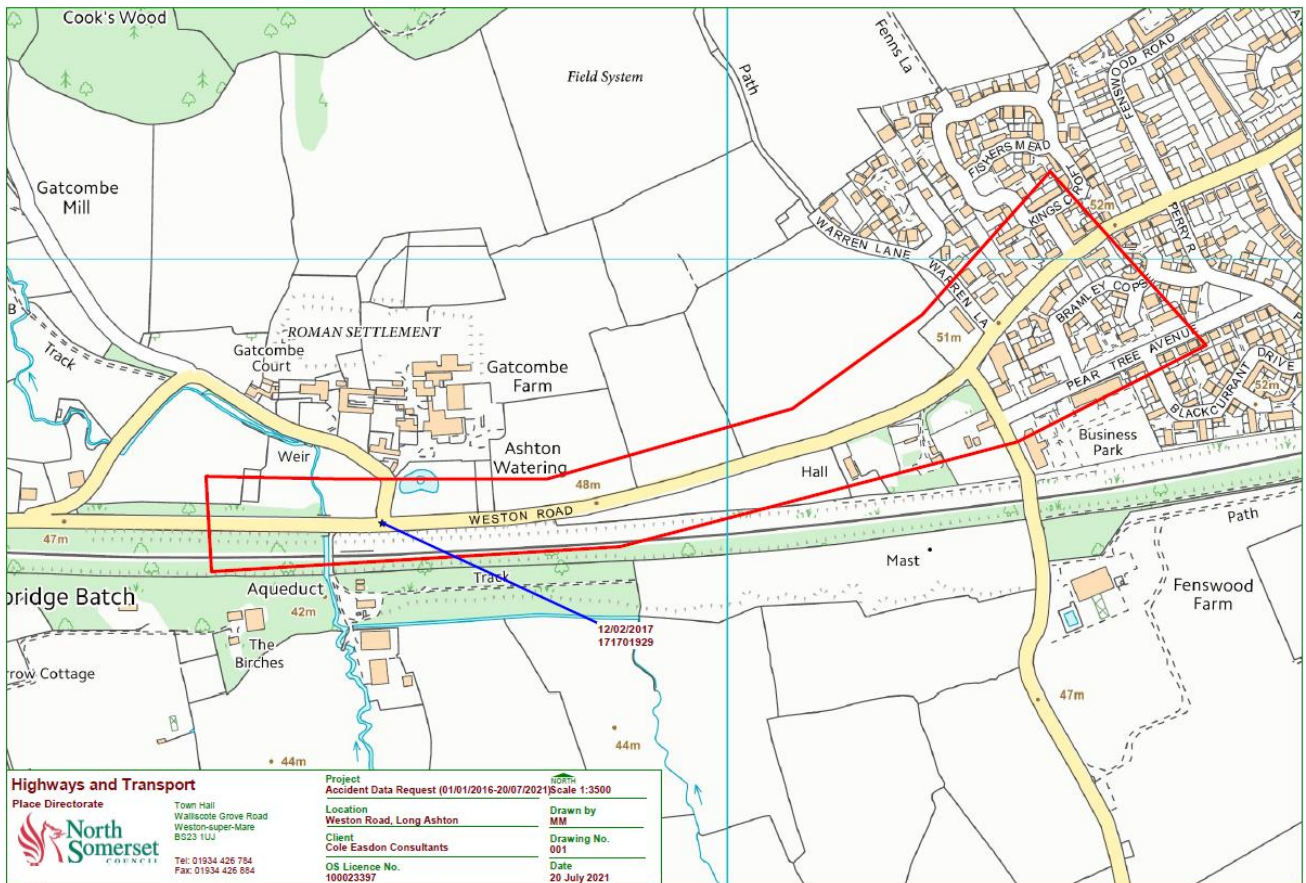 Cook's Wood
Field System
Path
Fenns La
FENSWOOD ROAD
FISHERS MEAD
KINGS CROFT
52m
PERRY R
Gatcombe
Mill
WARREN LANE
WARREN LA
BRAMLEY COPSE
B
Track
ROMAN SETTLEMENT
Gatcombe
Court
Gatcombe
Farm
51m
PEAR TREE AVENUE
P
BLACKCURRANT
DRIVE
52m
Weir
Ashton
Watering
48m
Hall
Business
Park
WESTON ROAD
47m
Path
Mast
Track
Aqueduct
bridge Batch
42m
Fenswood
Farm
12/02/2017
171701929
The
Birches
rrow Cottage
47m
44m
44m
Highways and Transport
Place Directorate
North
Somerset
COUNCIL
Town Hall
Walliscote Grove Road
Weston-super-Mare
BS23 1UJ
Tel: 01934 426 784
Fax: 01934 426 884
Project
Accident Data Request (01/01/2016-20/07/2021)
Location
Weston Road, Long Ashton
Client
Cole Easdon Consultants
OS Licence No.
100023397
NORTH
Scale 1:3500
Drawn by
MM
Drawing No.
001
Date
20 July 2021